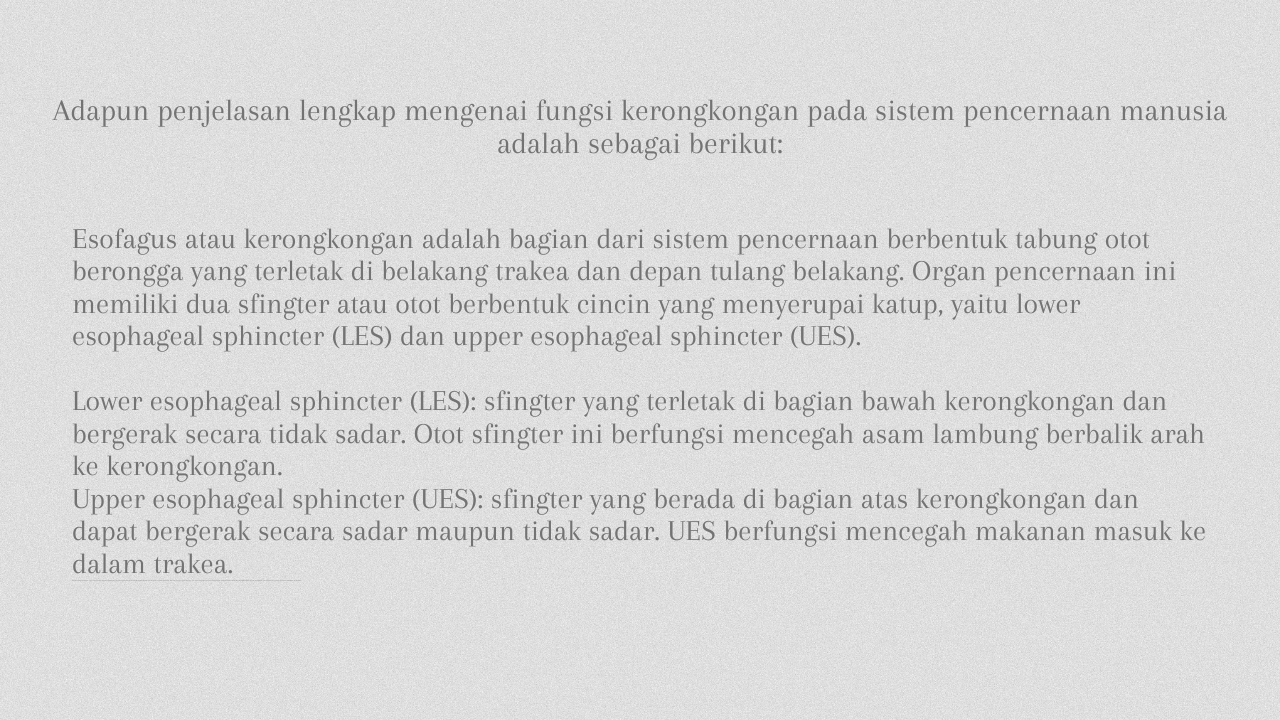 Adapun penjelasan lengkap mengenai fungsi kerongkongan pada sistem pencernaan manusia
adalah sebagai berikut:
Esofagus atau kerongkongan adalah bagian dari sistem pencernaan berbentuk tabung otot
berongga yang terletak di belakang trakea dan depan tulang belakang. Organ pencernaan ini
memiliki dua sfingter atau otot berbentuk cincin yang menyerupai katup, yaitu lower
esophageal sphincter (LES) dan upper esophageal sphincter (UES).
Lower esophageal sphincter (LES): sfingter yang terletak di bagian bawah kerongkongan dan
bergerak secara tidak sadar. Otot sfingter ini berfungsi mencegah asam lambung berbalik arah
ke kerongkongan.
Upper esophageal sphincter (UES): sfingter yang berada di bagian atas kerongkongan dan
dapat bergerak secara sadar maupun tidak sadar. UES berfungsi mencegah makanan masuk ke
dalam trakea.